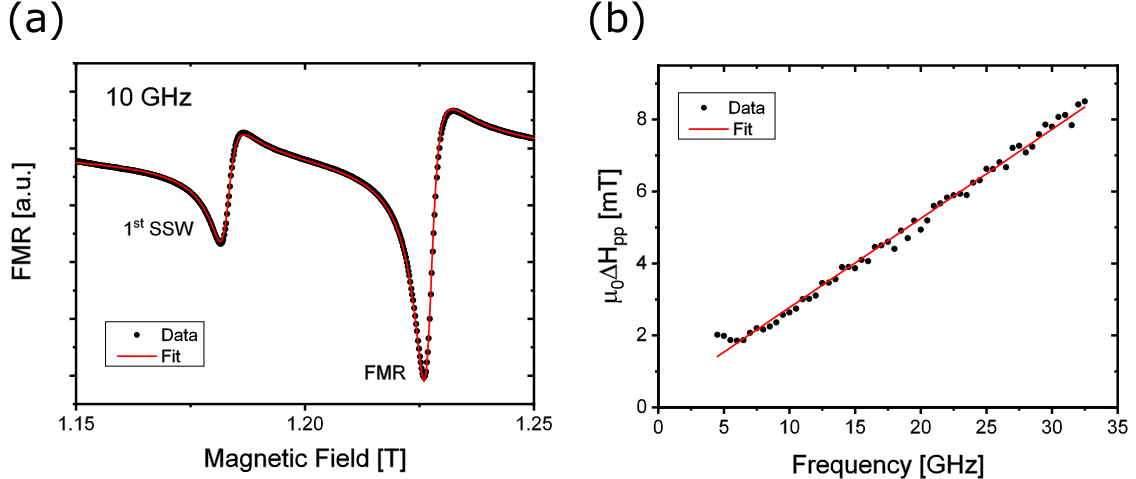 (a)
10 GHz
1st SSW
FMR
Data
Fit
FMR [a.u.]
1.15
1.20
1.25
Magnetic Field [T]
(b)
Data
Fit
μ0ΔHpp [mT]
8
6
4
2
0
0
5
10
15
20
25
30
35
Frequency [GHz]